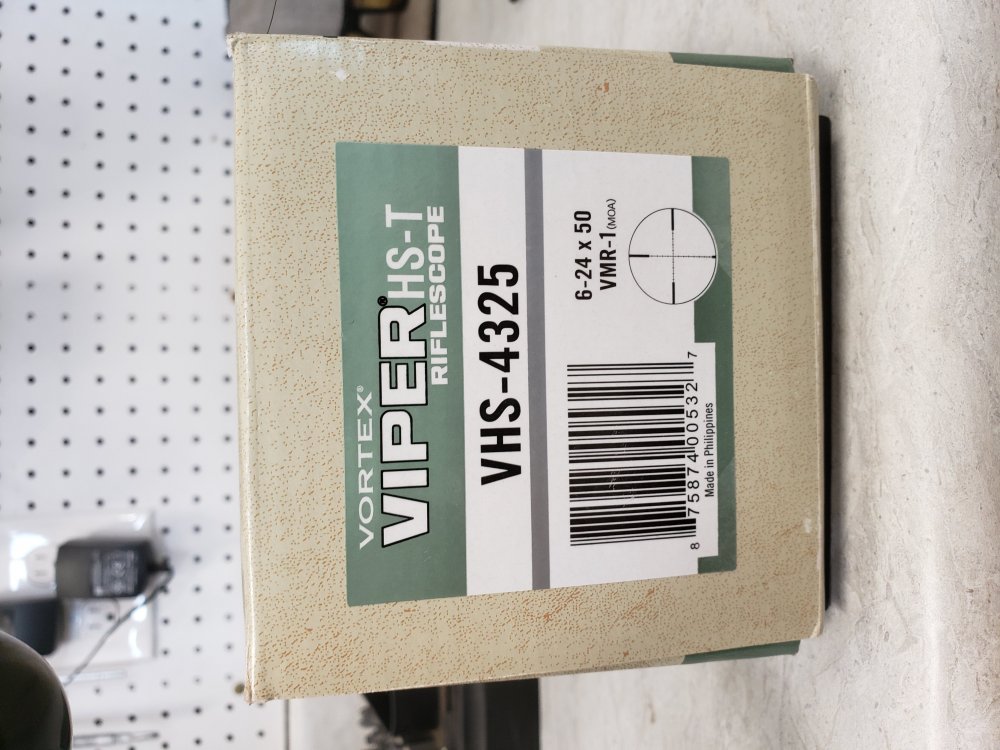 VORTEX®
VIPER® HS-T
RIFLESCOPE
VHS-4325
6-24 x 50
VMR-1 (MOA)
8 75874 00532 7
Made in Philippines